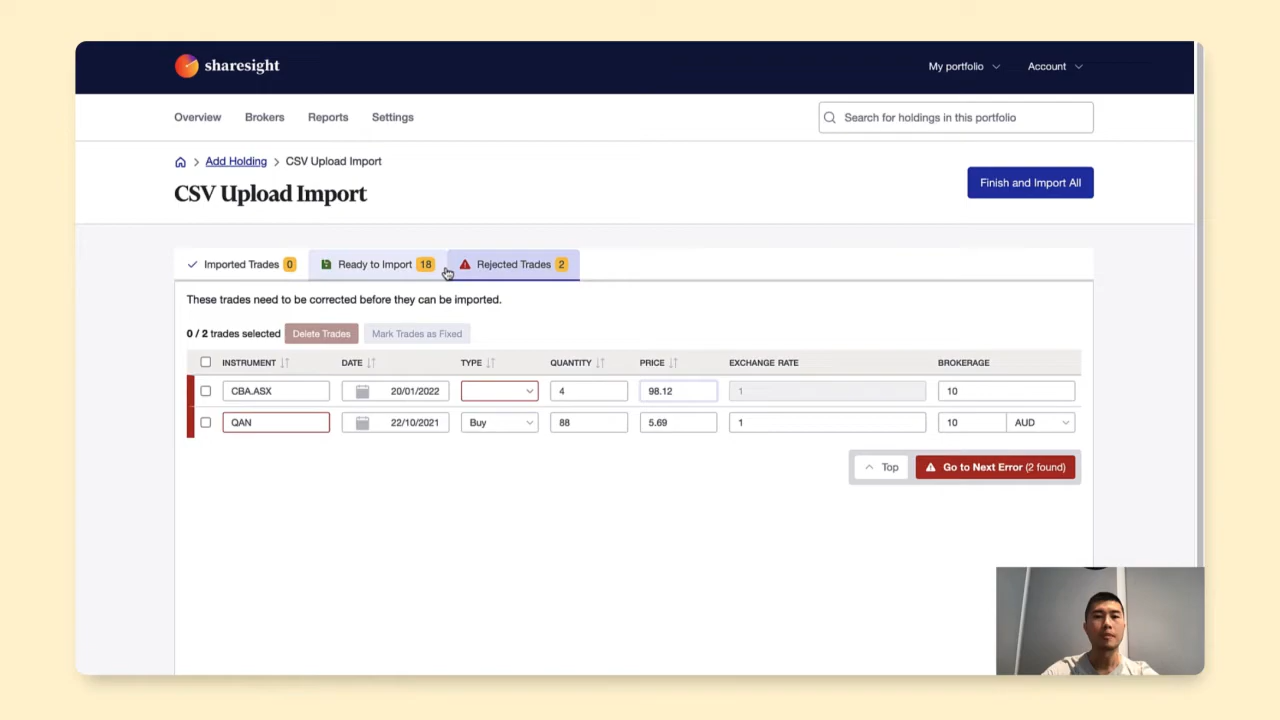 sharesight
My portfolio Account
Overview Brokers Reports Settings
Search for holdings in this portfolio
Add Holding > CSV Upload Import
CSV Upload Import
Finish and Import All
Imported Trades 0 Ready to Import 18 Rejected Trades 2
These trades need to be corrected before they can be imported.
0 / 2 trades selected Delete Trades Mark Trades as Fixed
INSTRUMENT DATE TYPE QUANTITY PRICE EXCHANGE RATE BROKERAGE
CBA.ASX 20/01/2022 4 98.12 1 10
QAN 22/10/2021 Buy 88 5.69 1 10 AUD
Top Go to Next Error (2 found)